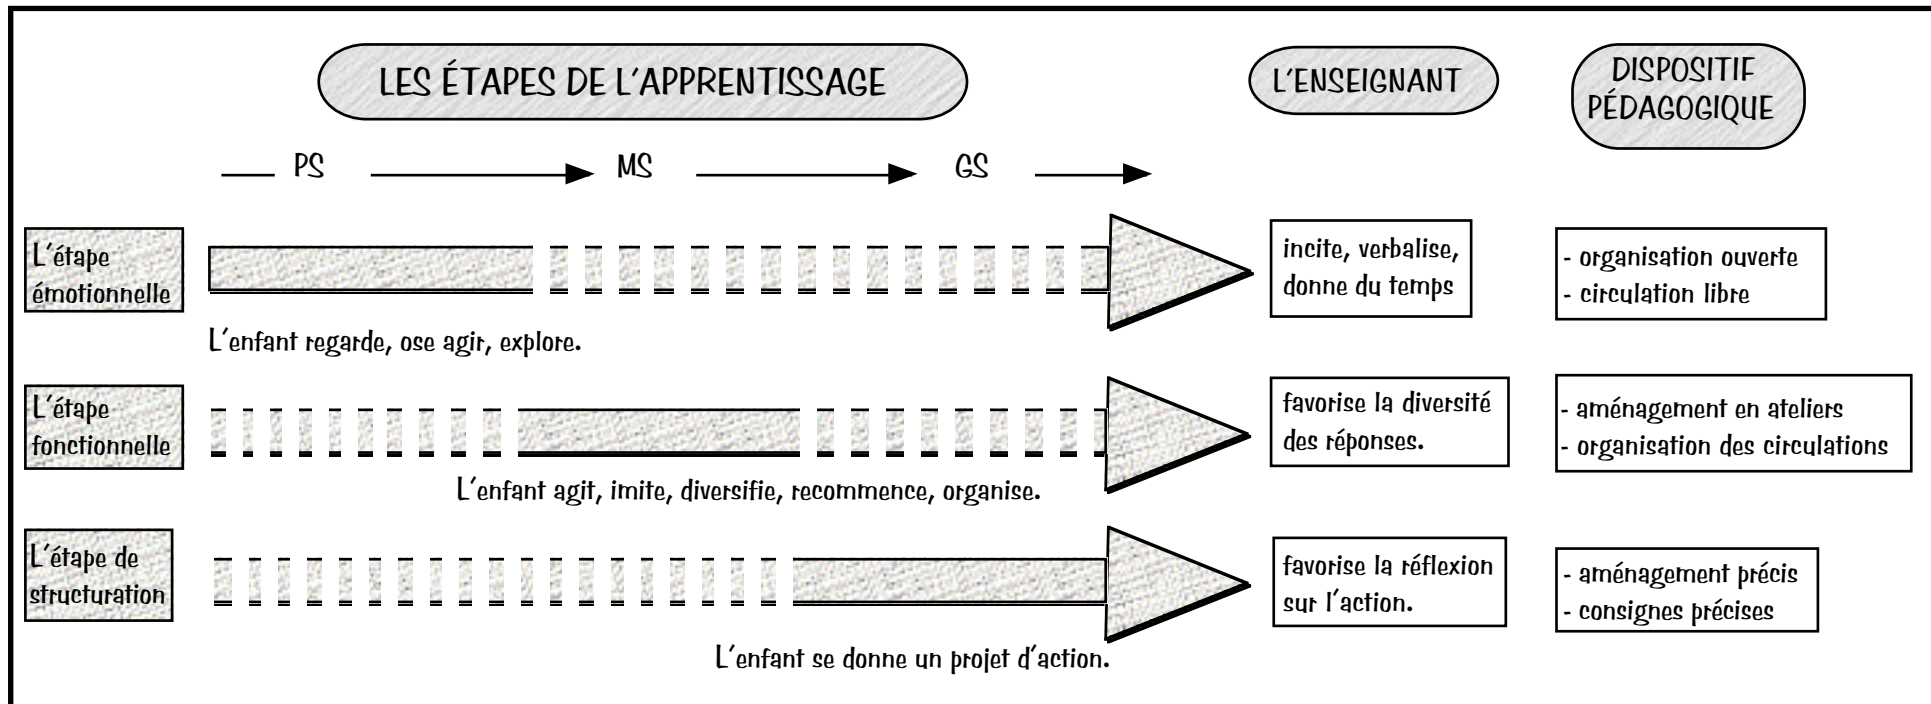 LES ÉTAPES DE L'APPRENTISSAGE
L'ENSEIGNANT
DISPOSITIF
PÉDAGOGIQUE
PS
MS
GS
L'étape
émotionnelle
incite, verbalise,
donne du temps
- organisation ouverte
- circulation libre
L'enfant regarde, ose agir, explore.
L'étape
fonctionnelle
favorise la diversité
des réponses.
- aménagement en ateliers
- organisation des circulations
L'enfant agit, imite, diversifie, recommence, organise.
L'étape de
structuration
favorise la réflexion
sur l'action.
- aménagement précis
- consignes précises
L'enfant se donne un projet d'action.